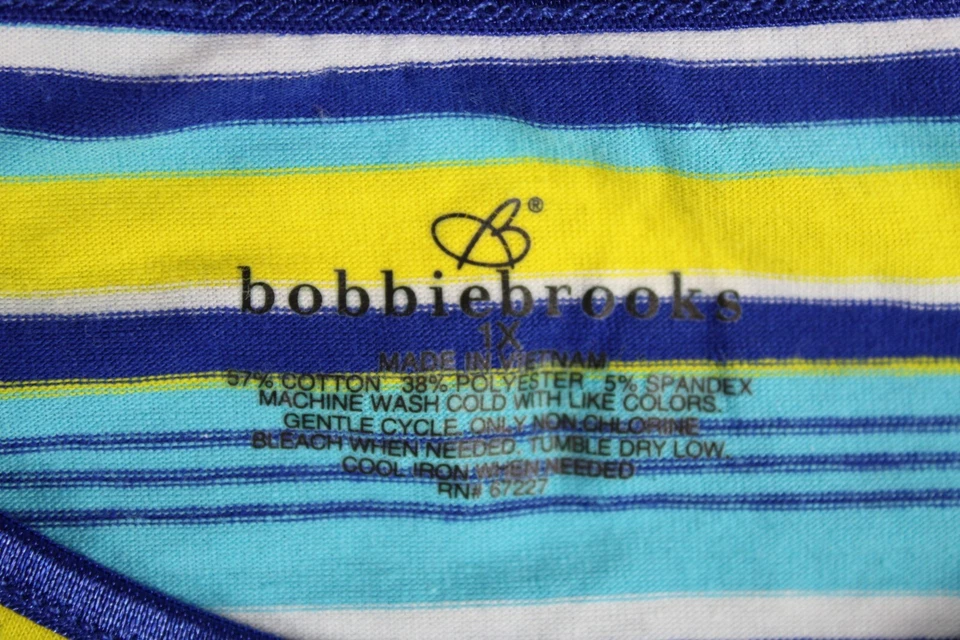 B®
bobbiebrooks
1X
MADE IN VIETNAM
57% COTTON 38% POLYESTER 5% SPANDEX
MACHINE WASH COLD WITH LIKE COLORS.
GENTLE CYCLE. ONLY NON CHLORINE
BLEACH WHEN NEEDED. TUMBLE DRY LOW.
COOL IRON WHEN NEEDED
RN# 67227